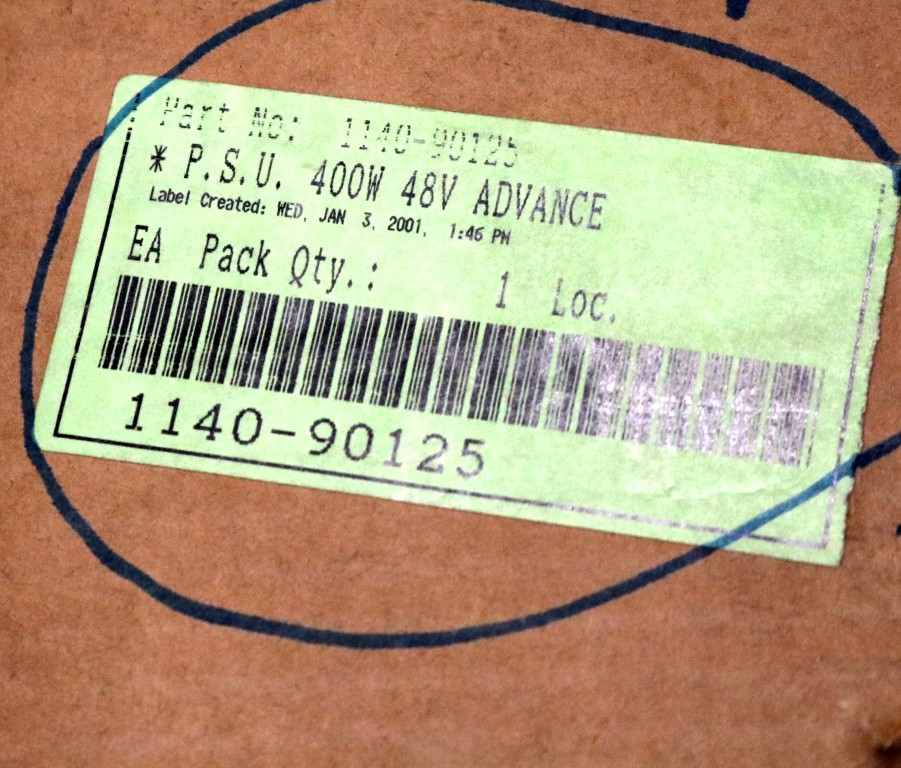 Part No: 1140-90125
* P.S.U. 400W 48V ADVANCE
Label Created: WED, JAN 3, 2001, 1:46 PM
EA Pack Qty.: 1 Loc.
1140-90125